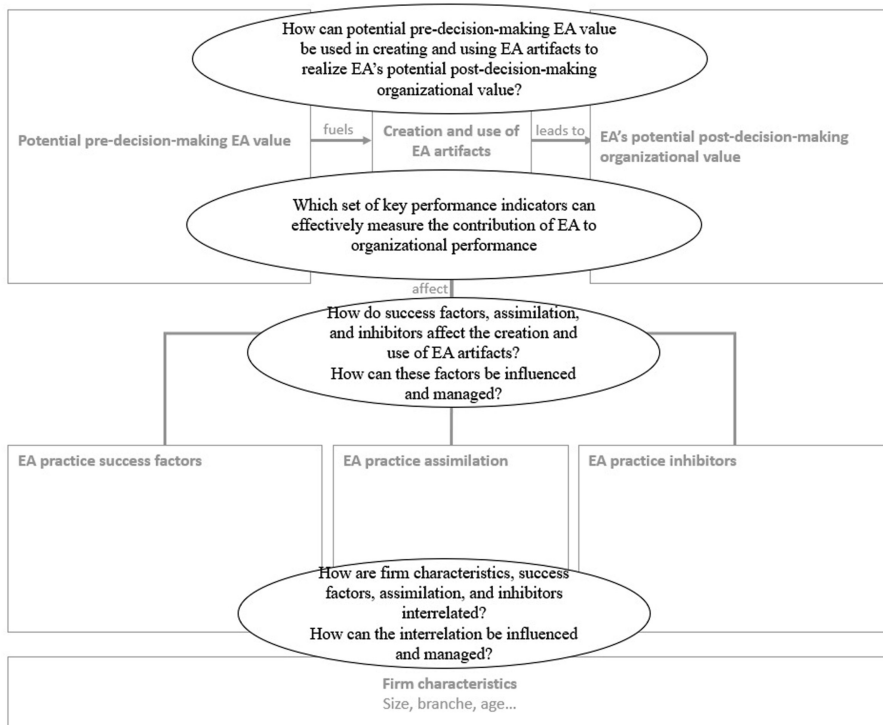 How can potential pre-decision-making EA value
be used in creating and using EA artifacts to
realize EA's potential post-decision-making
organizational value?
Potential pre-decision-making EA value
fuels
Creation and use of
EA artifacts
leads to
EA's potential post-decision-making
organizational value
Which set of key performance indicators can
effectively measure the contribution of EA to
organizational performance
affect
How do success factors, assimilation,
and inhibitors affect the creation and
use of EA artifacts?
How can these factors be influenced
and managed?
EA practice success factors
EA practice assimilation
EA practice inhibitors
How are firm characteristics, success
factors, assimilation, and inhibitors
interrelated?
How can the interrelation be influenced
and managed?
Firm characteristics
Size, branche, age...